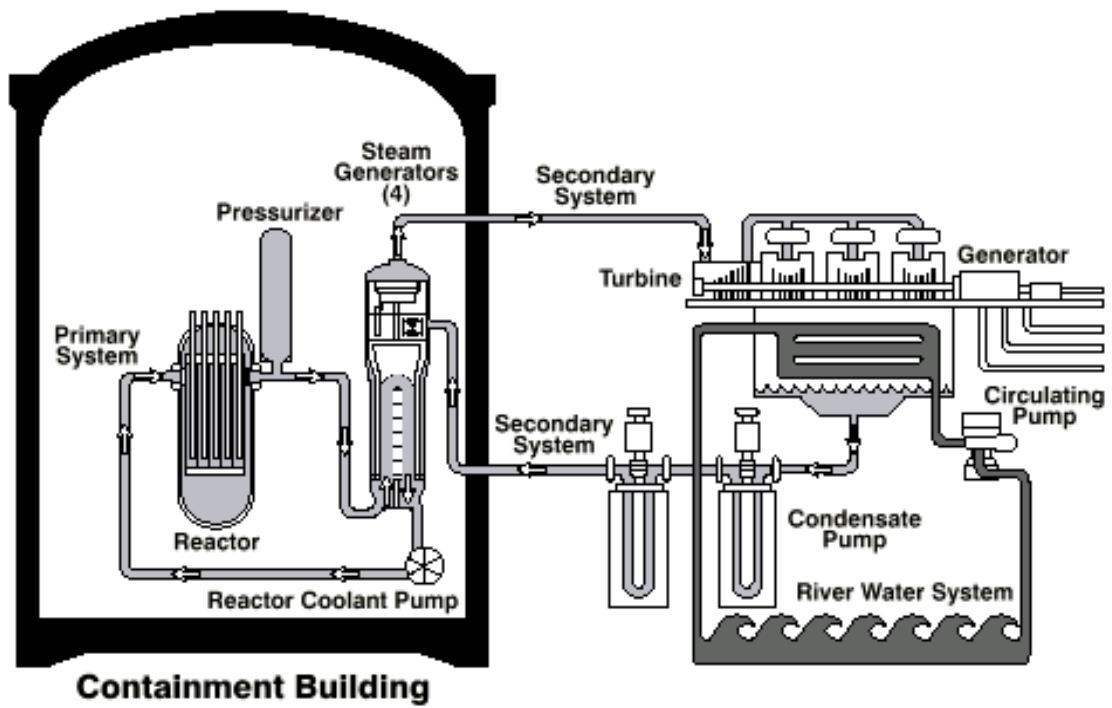 Steam
Generators
(4)
Secondary
System
Pressurizer
Generator
Turbine
Primary
System
Circulating
Pump
Secondary
System
Condensate
Pump
Reactor
River Water System
Reactor Coolant Pump
Containment Building